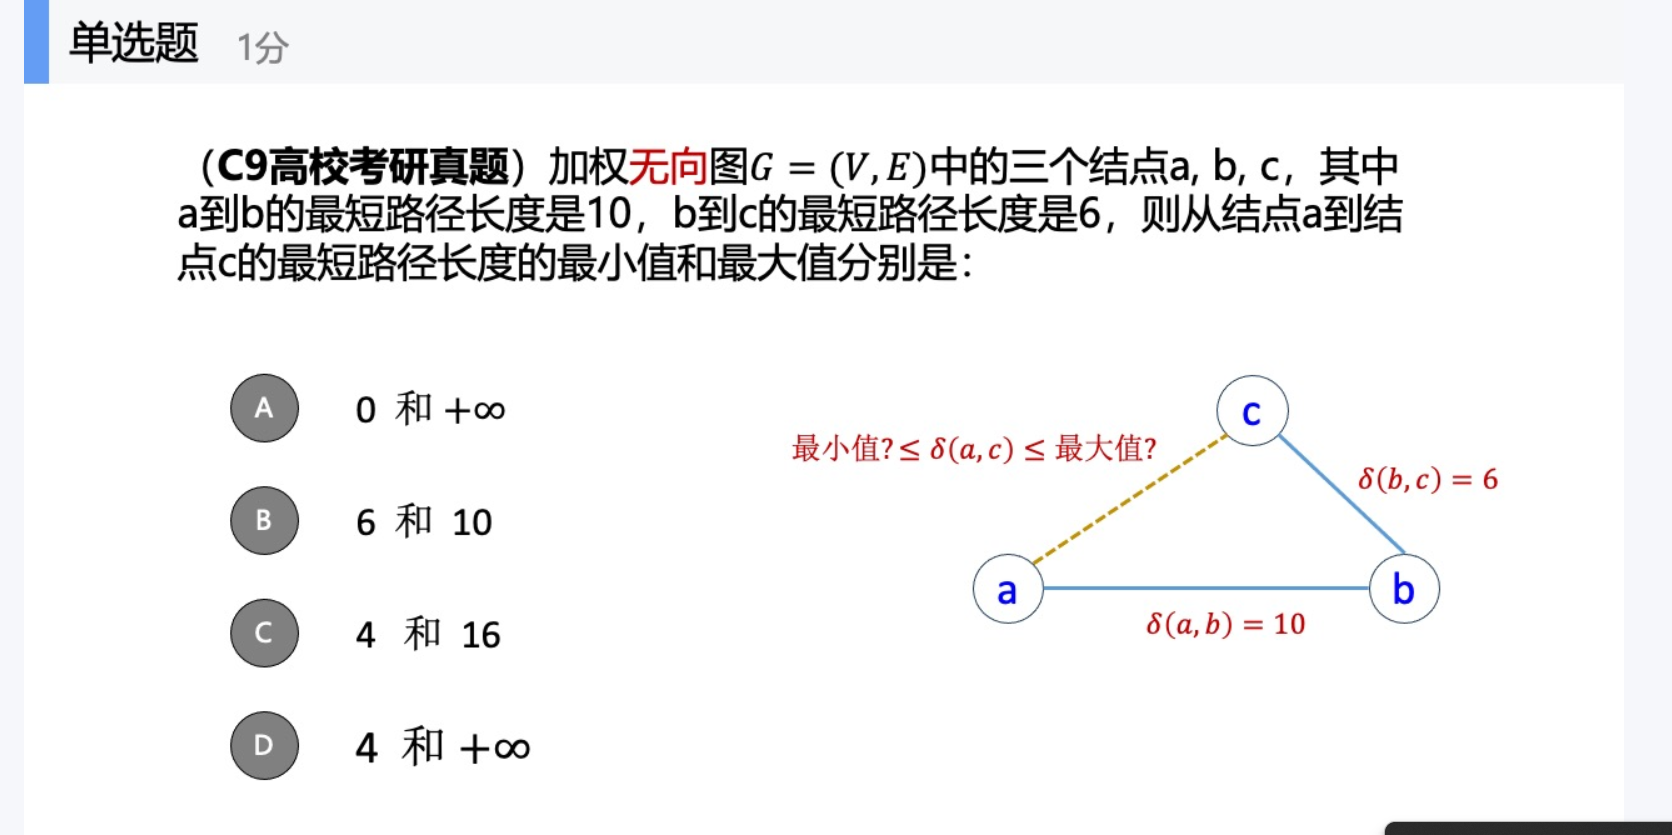 单选题 1分
（C9高校考研真题）加权无向图G = (V, E)中的三个结点a, b, c，其中
a到b的最短路径长度是10，b到c的最短路径长度是6，则从结点a到结
点c的最短路径长度的最小值和最大值分别是：
A 0 和 +∞
B 6 和 10
C 4 和 16
D 4 和 +∞
c
最小值?≤ δ(a, c) ≤ 最大值?
δ(b, c) = 6
a
b
δ(a, b) = 10